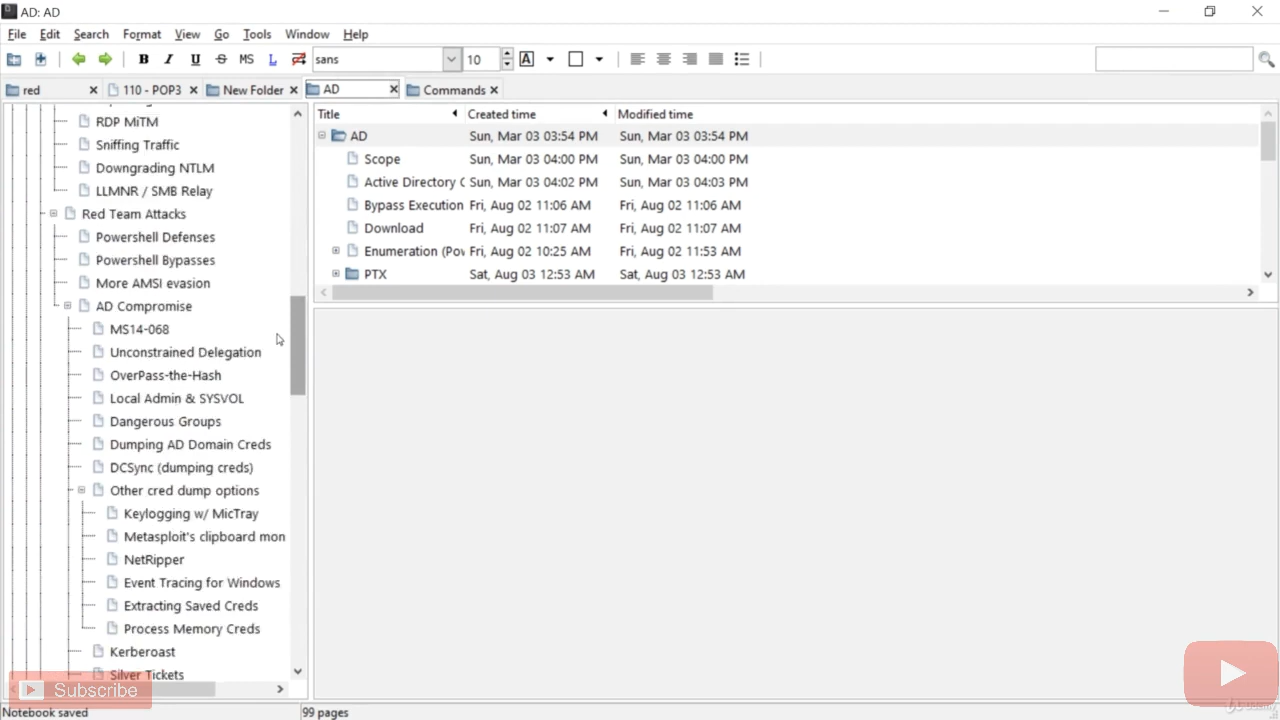 AD: AD
File Edit Search Format View Go Tools Window Help
B I U S MS L sans 10 A
red 110 - POP3 New Folder AD Commands
RDP MiTM
Sniffing Traffic
Downgrading NTLM
LLMNR / SMB Relay
Red Team Attacks
Powershell Defenses
Powershell Bypasses
More AMSI evasion
AD Compromise
MS14-068
Unconstrained Delegation
OverPass-the-Hash
Local Admin & SYSVOL
Dangerous Groups
Dumping AD Domain Creds
DCSync (dumping creds)
Other cred dump options
Keylogging w/ MicTray
Metasploit's clipboard mon
NetRipper
Event Tracing for Windows
Extracting Saved Creds
Process Memory Creds
Kerberoast
Silver Tickets
Title Created time Modified time
AD Sun, Mar 03 03:54 PM Sun, Mar 03 03:54 PM
Scope Sun, Mar 03 04:00 PM Sun, Mar 03 04:00 PM
Active Directory C Sun, Mar 03 04:02 PM Sun, Mar 03 04:03 PM
Bypass Execution Fri, Aug 02 11:06 AM Fri, Aug 02 11:06 AM
Download Fri, Aug 02 11:07 AM Fri, Aug 02 11:07 AM
Enumeration (Pov Fri, Aug 02 10:25 AM Fri, Aug 02 11:53 AM
PTX Sat, Aug 03 12:53 AM Sat, Aug 03 12:53 AM
Subscribe
Notebook saved 99 pages